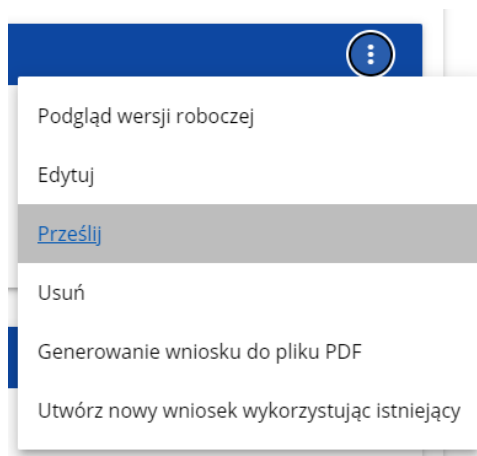 Podgląd wersji roboczej
Edytuj
Prześlij
Usuń
Generowanie wniosku do pliku PDF
Utwórz nowy wniosek wykorzystując istniejący